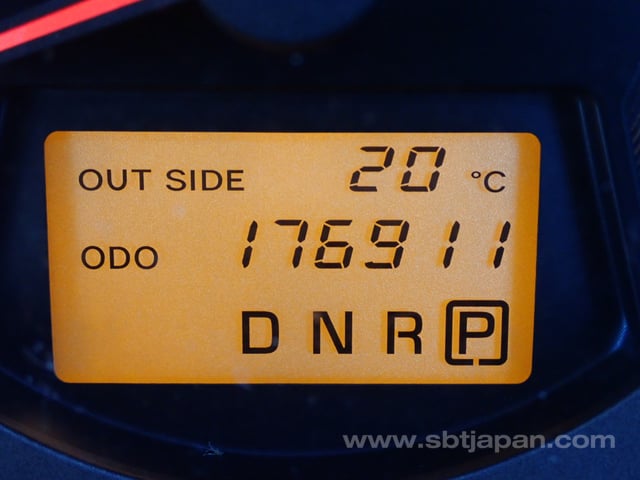 OUT SIDE 20 °C
ODO 176911
D N R P
www.sbtjapan.com